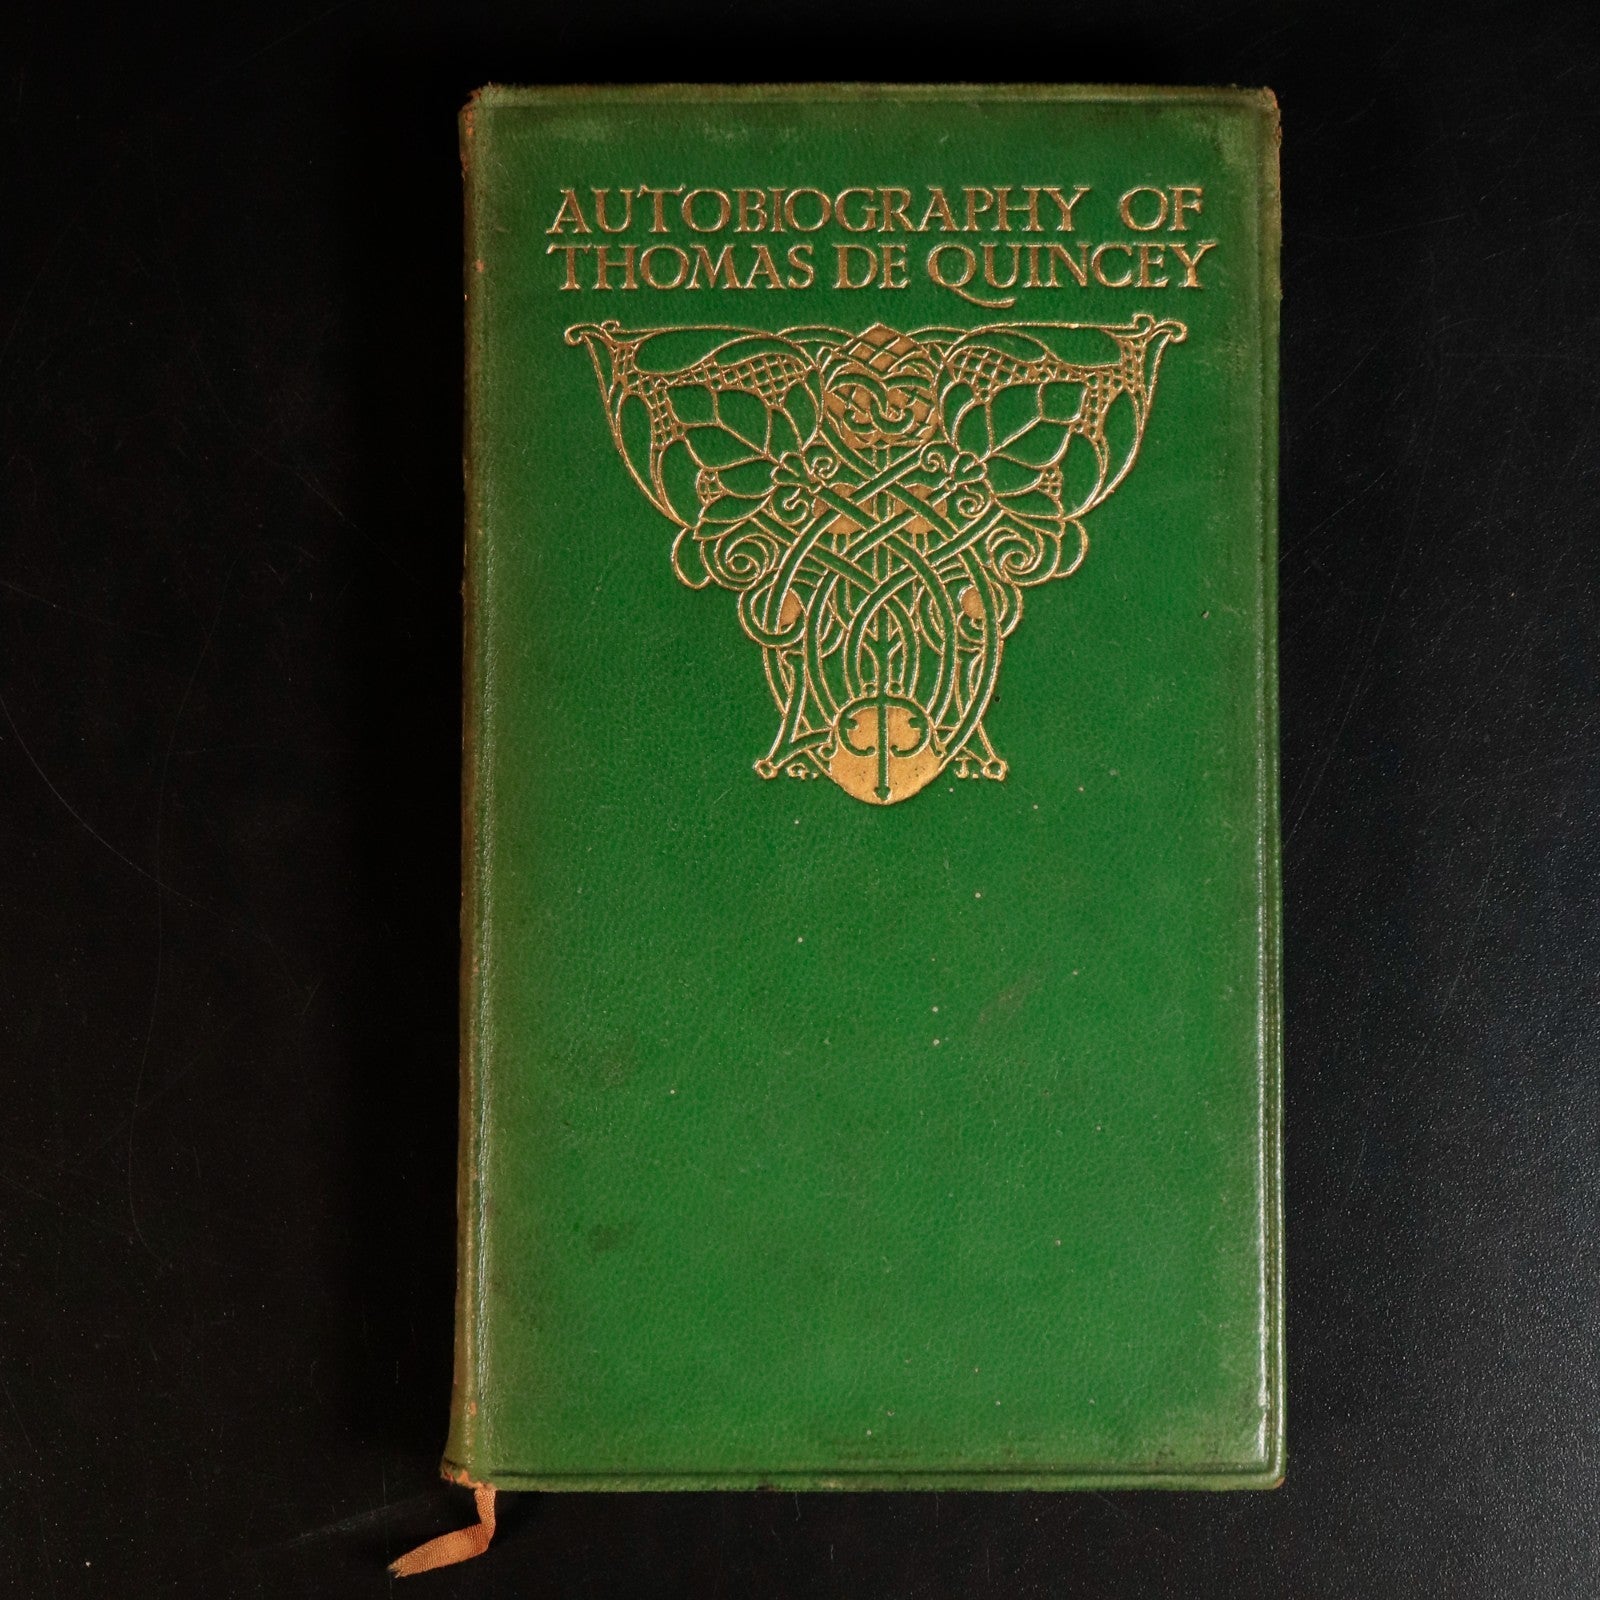 AUTOBIOGRAPHY OF
THOMAS DE QUINCEY
G. J.